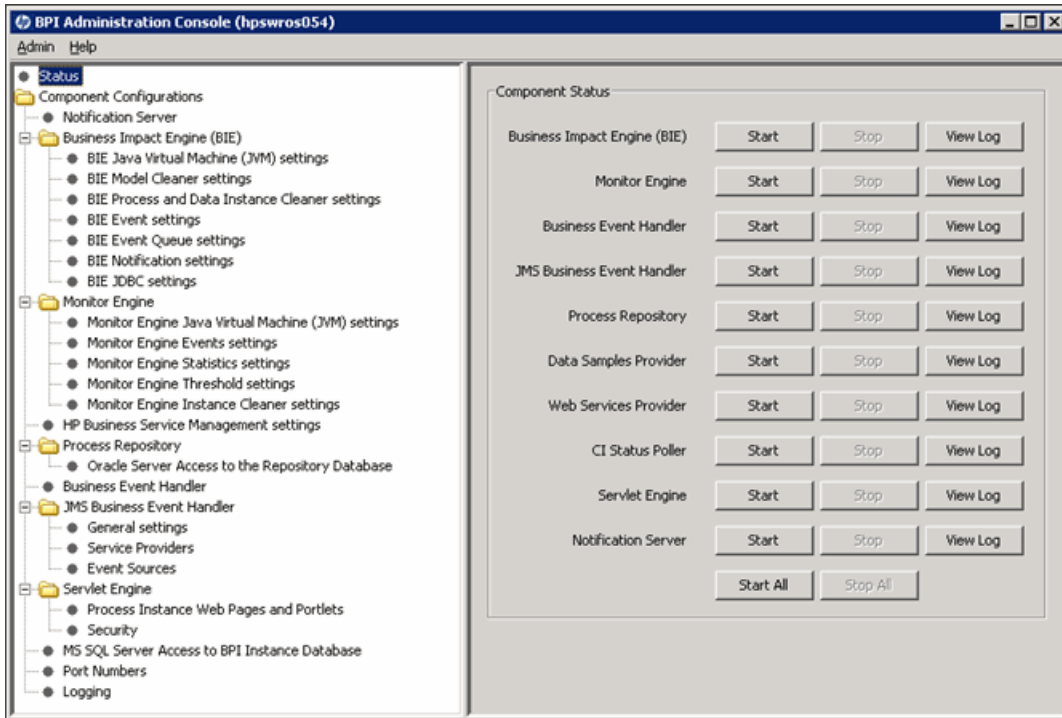 BPI Administration Console (hpswros054)
Admin Help
Status
Component Configurations
Notification Server
Business Impact Engine (BIE)
BIE Java Virtual Machine (JVM) settings
BIE Model Cleaner settings
BIE Process and Data Instance Cleaner settings
BIE Event settings
BIE Event Queue settings
BIE Notification settings
BIE JDBC settings
Monitor Engine
Monitor Engine Java Virtual Machine (JVM) settings
Monitor Engine Events settings
Monitor Engine Statistics settings
Monitor Engine Threshold settings
Monitor Engine Instance Cleaner settings
HP Business Service Management settings
Process Repository
Oracle Server Access to the Repository Database
Business Event Handler
JMS Business Event Handler
General settings
Service Providers
Event Sources
Servlet Engine
Process Instance Web Pages and Portlets
Security
MS SQL Server Access to BPI Instance Database
Port Numbers
Logging
Component Status
Business Impact Engine (BIE) Start Stop View Log
Monitor Engine Start Stop View Log
Business Event Handler Start Stop View Log
JMS Business Event Handler Start Stop View Log
Process Repository Start Stop View Log
Data Samples Provider Start Stop View Log
Web Services Provider Start Stop View Log
CI Status Poller Start Stop View Log
Servlet Engine Start Stop View Log
Notification Server Start Stop View Log
Start All Stop All